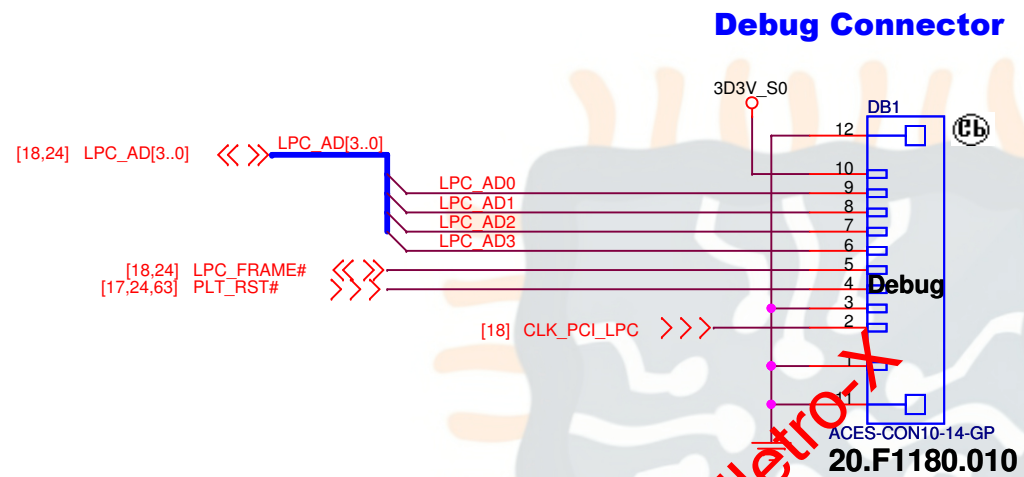 Debug Connector
3D3V_S0
DB1
12
[18,24] LPC_AD[3..0]
LPC_AD[3..0]
10
LPC_AD0
9
LPC_AD1
8
LPC_AD2
7
LPC_AD3
6
[18,24] LPC_FRAME#
5
[17,24,63] PLT_RST#
4
Debug
3
[18] CLK_PCI_LPC
2
1
11
ACES-CON10-14-GP
20.F1180.010
letro-X